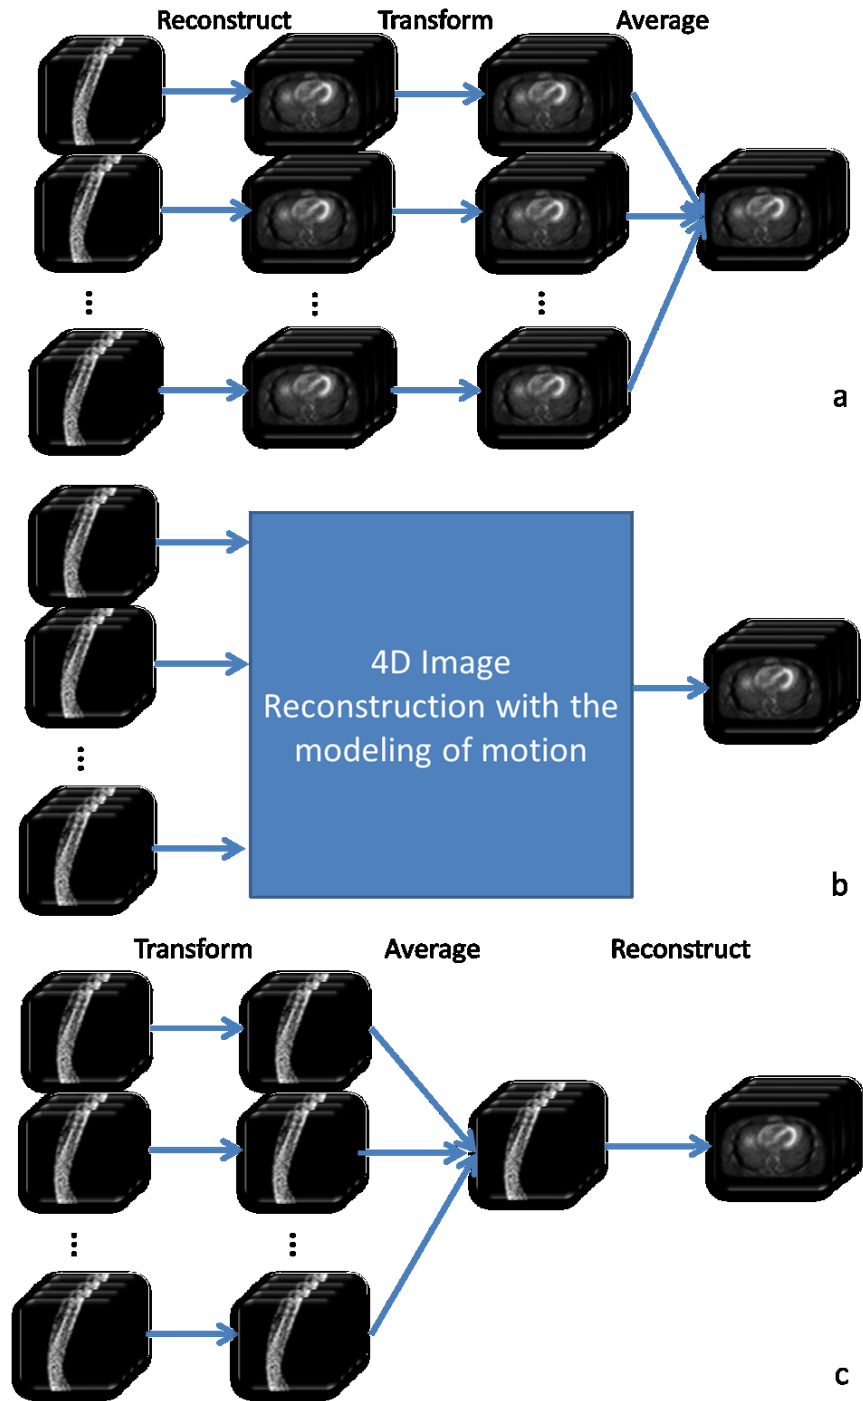 Reconstruct Transform Average
a
4D Image
Reconstruction with the
modeling of motion
b
Transform Average Reconstruct
c